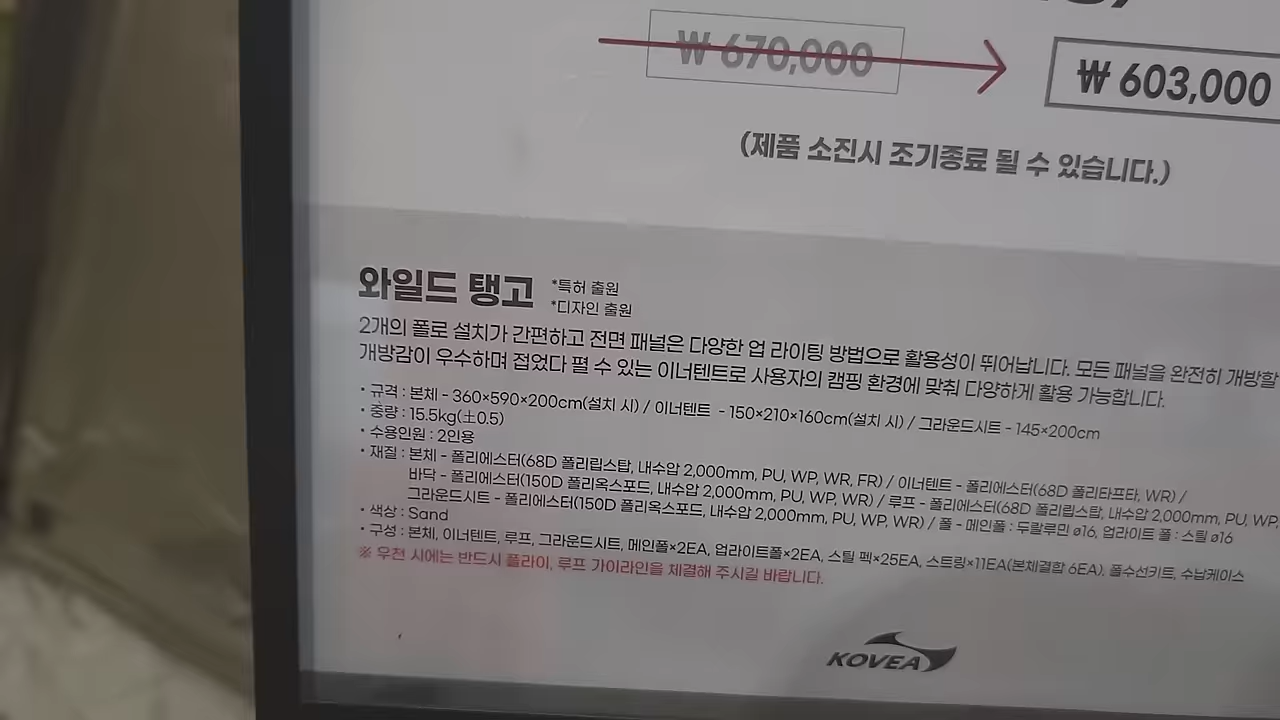 ₩ 670,000
₩ 603,000
(제품 소진시 조기종료 될 수 있습니다.)
와일드 탱고
*특허 출원
*디자인 출원
2개의 폴로 설치가 간편하고 전면 패널은 다양한 업 라이팅 방법으로 활용성이 뛰어납니다. 모든 패널을 완전히 개방할
개방감이 우수하며 접었다 펼 수 있는 이너텐트로 사용자의 캠핑 환경에 맞춰 다양하게 활용 가능합니다.
• 규격 : 본체 - 360×590×200cm(설치 시) / 이너텐트 - 150×210×160cm(설치 시) / 그라운드시트 - 145×200cm
• 중량 : 15.5kg(±0.5)
• 수용인원 : 2인용
• 재질 : 본체 - 폴리에스터(68D 폴리립스탑, 내수압 2,000mm, PU, WP, WR, FR) / 이너텐트 - 폴리에스터(68D 폴리타프타, WR) /
바닥 - 폴리에스터(150D 폴리옥스포드, 내수압 2,000mm, PU, WP, WR) / 루프 - 폴리에스터(68D 폴리립스탑, 내수압 2,000mm, PU, WP,
그라운드시트 - 폴리에스터(150D 폴리옥스포드, 내수압 2,000mm, PU, WP, WR) / 폴 - 메인폴 : 두랄루민 ø16, 업라이트 폴 : 스틸 ø16
• 색상 : Sand
• 구성 : 본체, 이너텐트, 루프, 그라운드시트, 메인폴×2EA, 업라이트폴×2EA, 스틸 펙×25EA, 스트링×11EA(본체결합 6EA), 폴수선키트, 수납케이스
※ 우천 시에는 반드시 플라이, 루프 가이라인을 체결해 주시길 바랍니다.
KOVEA